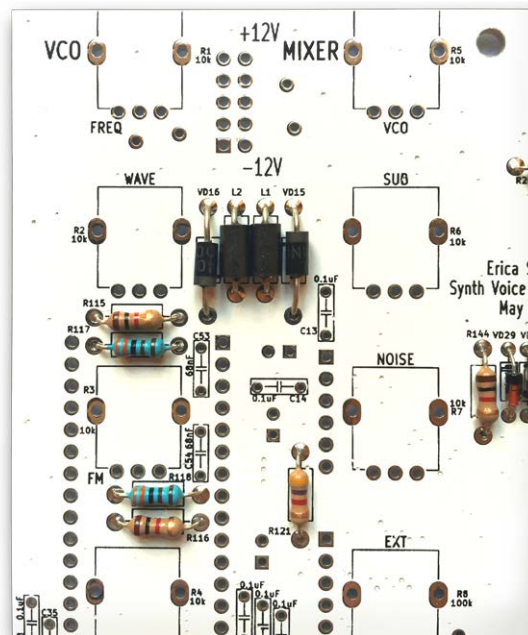 +12V
VCO
R1
10k
MIXER
R5
10k
FREQ
VCO
-12V
WAVE
VD16
L2
L1
VD15
SUB
R2
10k
R6
10k
0.1uF
C13
Synth Voice
May
R115
R117
C53
68nF
R144
VD29
NOISE
R3
10k
0.1uF
C14
10k
R7
68nF
C54
FM
R118
R116
R121
EXT
R4
10k
R8
100k
0.1uF
0.1uF
0.1uF
0.1uF
C35